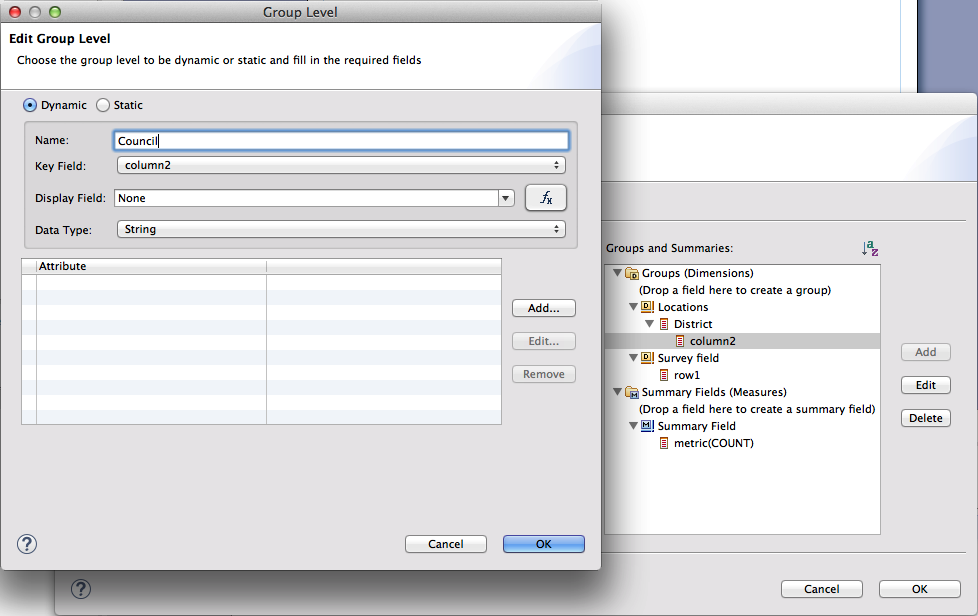 Group Level
Edit Group Level
Choose the group level to be dynamic or static and fill in the required fields
Dynamic Static
Name: Council
Key Field: column2
Display Field: None fx
Data Type: String
Attribute
Add...
Edit...
Remove
? Cancel OK
Groups and Summaries: a z
Groups (Dimensions)
(Drop a field here to create a group)
Locations
District
column2
Survey field
row1
Summary Fields (Measures)
(Drop a field here to create a summary field)
Summary Field
metric(COUNT)
Add
Edit
Delete
? Cancel OK